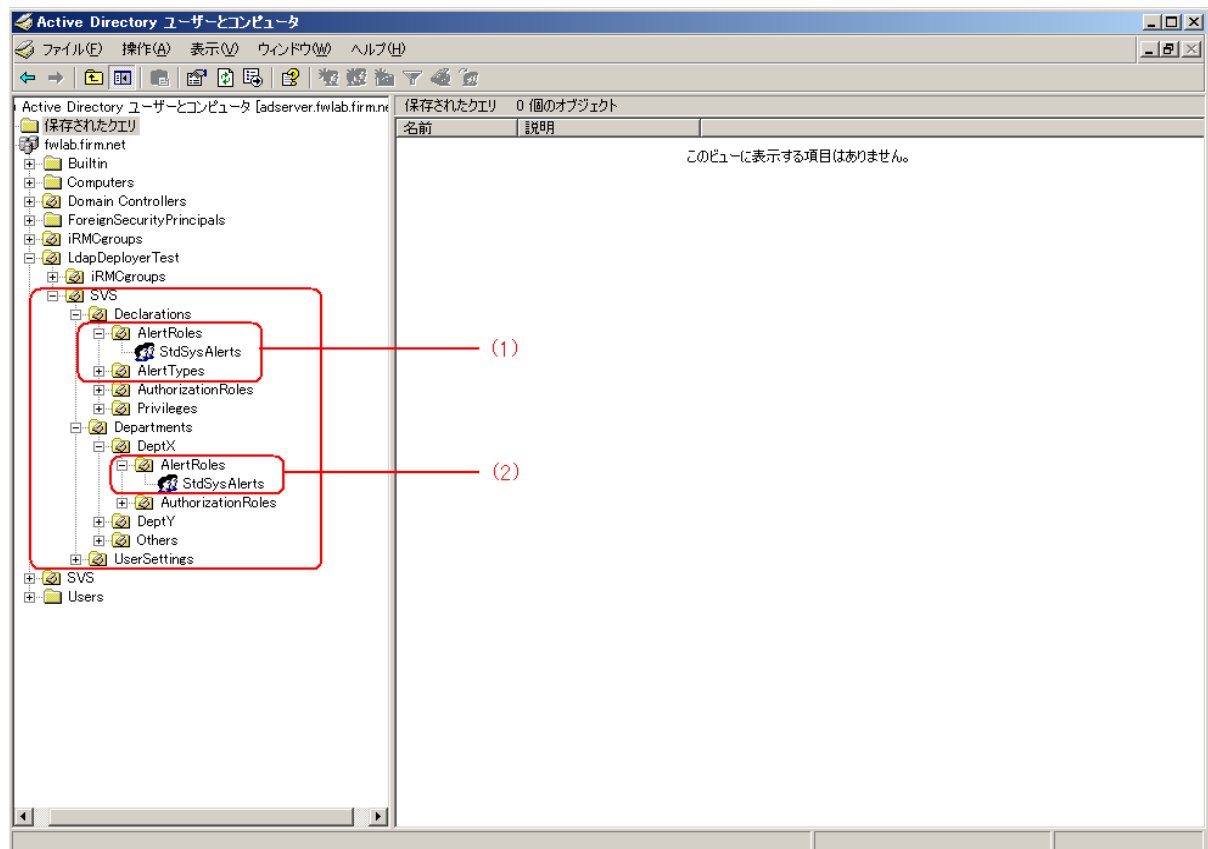 Active Directory ユーザーとコンピュータ
ファイル(F) 操作(A) 表示(V) ウィンドウ(W) ヘルプ(H)
Active Directory ユーザーとコンピュータ [adserver.fwlab.firm.ne
保存されたクエリ 0 個のオブジェクト
保存されたクエリ
名前 説明
このビューに表示する項目はありません。
fwlab.firm.net
Builtin
Computers
Domain Controllers
ForeignSecurityPrincipals
iRMCgroups
LdapDeployerTest
iRMCgroups
SVS
Declarations
AlertRoles
StdSysAlerts
(1)
AlertTypes
AuthorizationRoles
Privileges
Departments
DeptX
AlertRoles
(2)
StdSysAlerts
AuthorizationRoles
DeptY
Others
UserSettings
SVS
Users